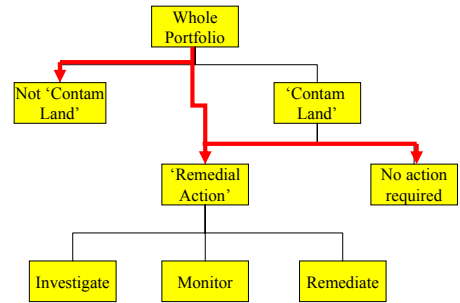 Whole
Portfolio
Not ‘Contam
Land’
‘Contam
Land’
‘Remedial
Action’
No action
required
Investigate
Monitor
Remediate